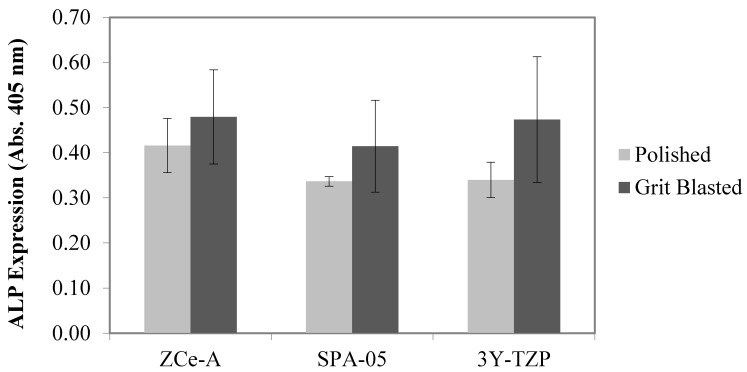 ALP Expression (Abs. 405 nm)
0.70
0.60
0.50
0.40
0.30
0.20
0.10
0.00
ZCe-A
SPA-05
3Y-TZP
Polished
Grit Blasted